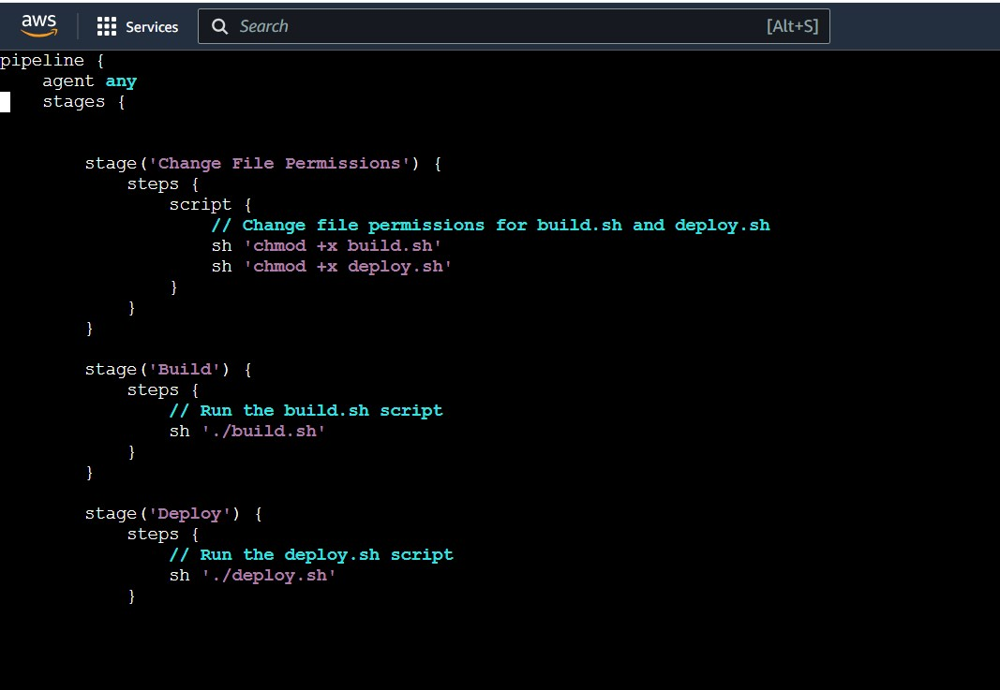 aws Services Search [Alt+S]
pipeline {
    agent any
    stages {
        stage('Change File Permissions') {
            steps {
                script {
                    // Change file permissions for build.sh and deploy.sh
                    sh 'chmod +x build.sh'
                    sh 'chmod +x deploy.sh'
                }
            }
        }
        stage('Build') {
            steps {
                // Run the build.sh script
                sh './build.sh'
            }
        }
        stage('Deploy') {
            steps {
                // Run the deploy.sh script
                sh './deploy.sh'
            }